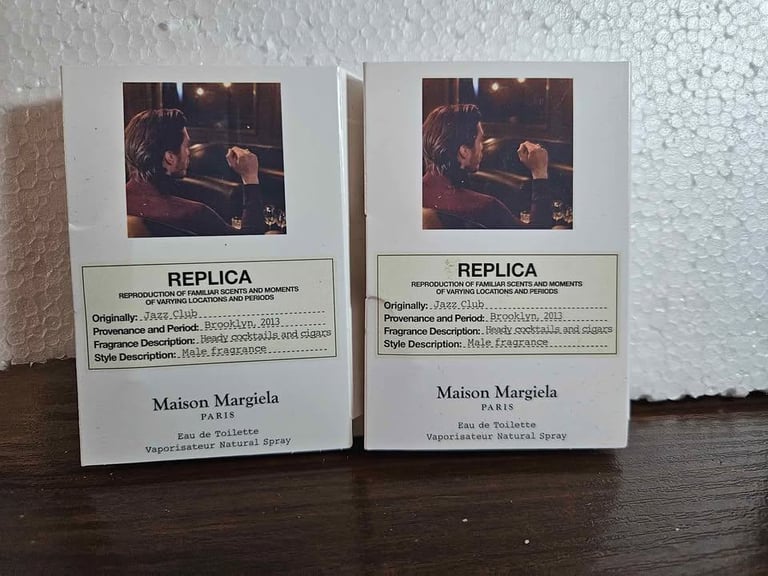 REPLICA
REPRODUCTION OF FAMILIAR SCENTS AND MOMENTS
OF VARYING LOCATIONS AND PERIODS
Originally: Jazz Club
Provenance and Period: Brooklyn, 2013
Fragrance Description: Heady cocktails and cigars
Style Description: Male fragrance
Maison Margiela
PARIS
Eau de Toilette
Vaporisateur Natural Spray
REPLICA
REPRODUCTION OF FAMILIAR SCENTS AND MOMENTS
OF VARYING LOCATIONS AND PERIODS
Originally: Jazz Club
Provenance and Period: Brooklyn, 2013
Fragrance Description: Heady cocktails and cigars
Style Description: Male fragrance
Maison Margiela
PARIS
Eau de Toilette
Vaporisateur Natural Spray